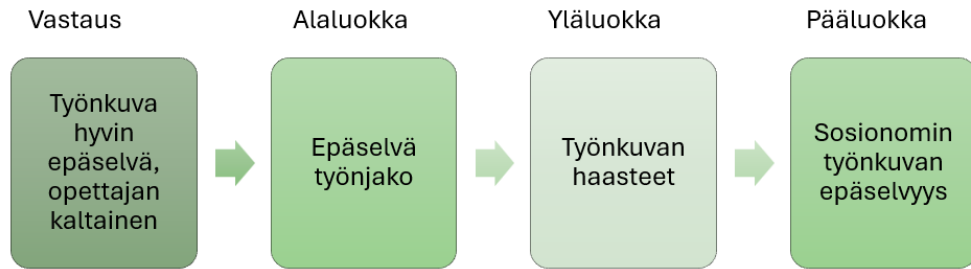 Vastaus
Alaluokka
Yläluokka
Pääluokka
Työnkuva
hyvin
epäselvä,
opettajan
kaltainen
Epäselvä
työnjako
Työnkuvan
haasteet
Sosionomin
työnkuvan
epäselvyys